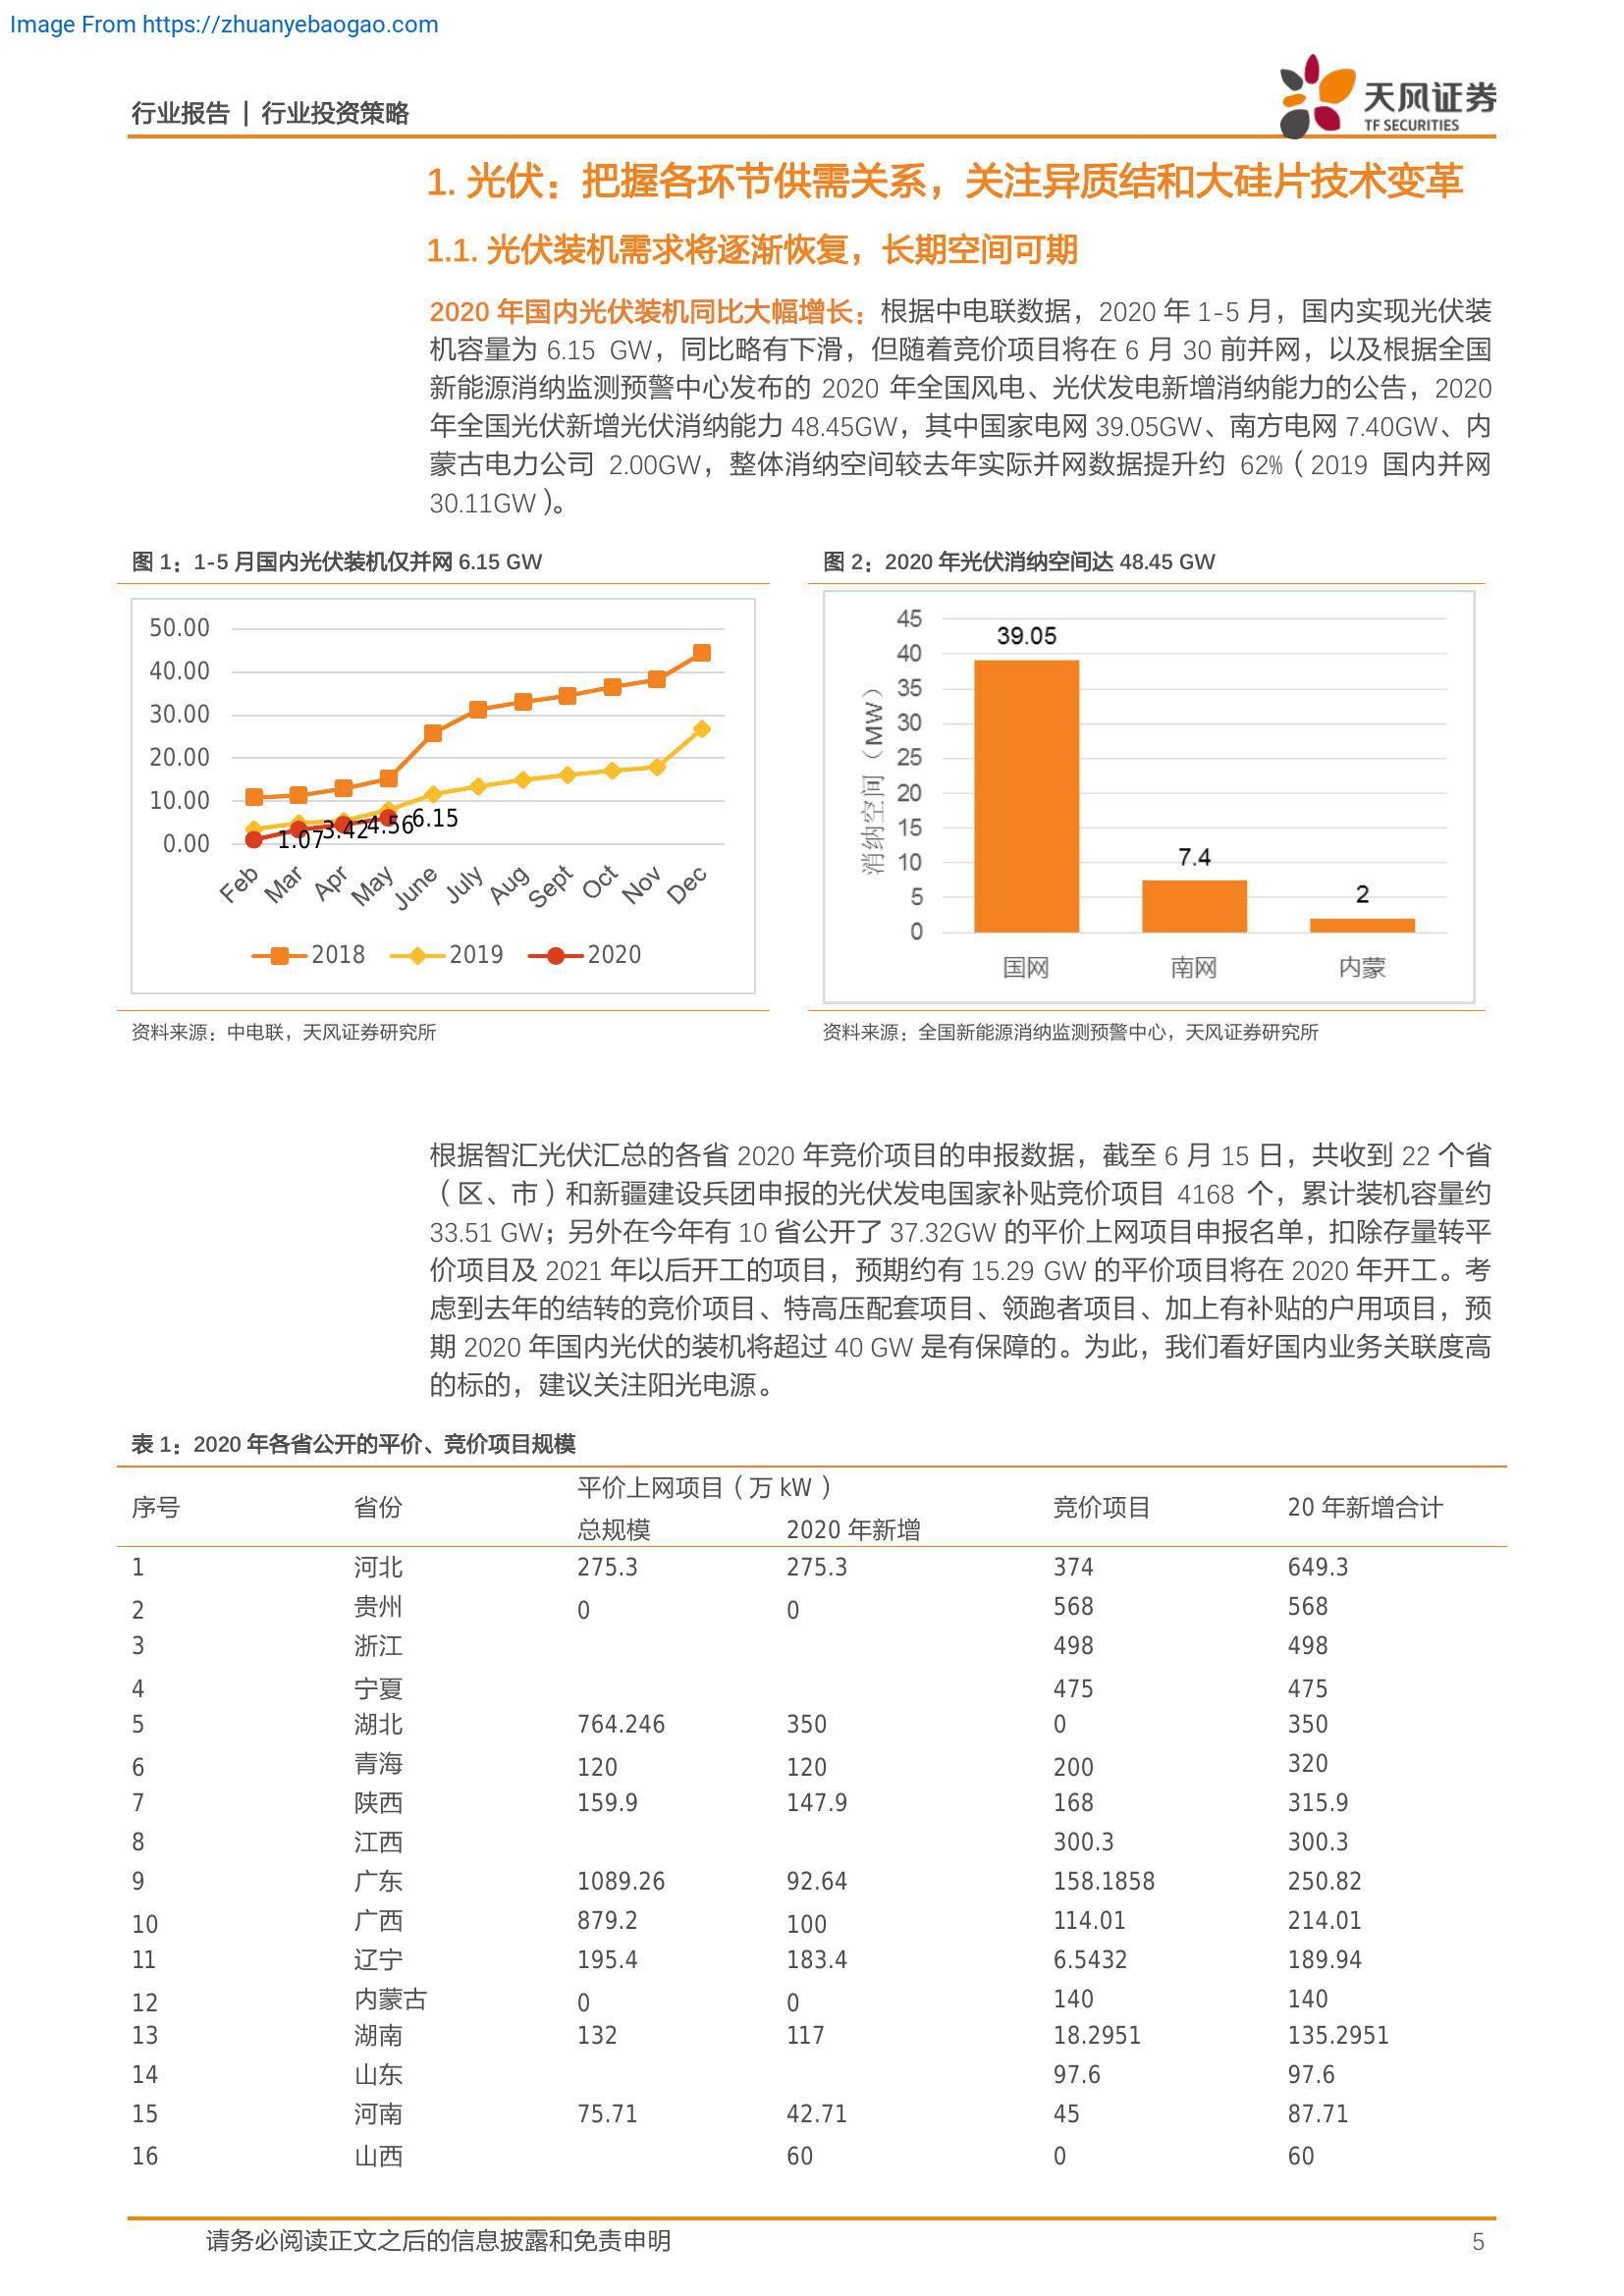 Image From https://zhuanyebaogao.com
行业报告 | 行业投资策略
天风证券
TF SECURITIES
1. 光伏：把握各环节供需关系，关注异质结和大硅片技术变革
1.1. 光伏装机需求将逐渐恢复，长期空间可期
2020 年国内光伏装机同比大幅增长：根据中电联数据，2020 年 1-5 月，国内实现光伏装
机容量为 6.15 GW，同比略有下滑，但随着竞价项目将在 6 月 30 前并网，以及根据全国
新能源消纳监测预警中心发布的 2020 年全国风电、光伏发电新增消纳能力的公告，2020
年全国光伏新增光伏消纳能力 48.45GW，其中国家电网 39.05GW、南方电网 7.40GW、内
蒙古电力公司 2.00GW，整体消纳空间较去年实际并网数据提升约 62%（2019 国内并网
30.11GW）。
图 1：1-5 月国内光伏装机仅并网 6.15 GW
50.00
40.00
30.00
20.00
10.00
0.00
1.07 3.42 4.56 6.15
Feb Mar Apr May June July Aug Sept Oct Nov Dec
2018 2019 2020
资料来源：中电联，天风证券研究所
图 2：2020 年光伏消纳空间达 48.45 GW
消纳空间（MW）
45
40
35
30
25
20
15
10
5
0
39.05
7.4
2
国网 南网 内蒙
资料来源：全国新能源消纳监测预警中心，天风证券研究所
根据智汇光伏汇总的各省 2020 年竞价项目的申报数据，截至 6 月 15 日，共收到 22 个省
（区、市）和新疆建设兵团申报的光伏发电国家补贴竞价项目 4168 个，累计装机容量约
33.51 GW；另外在今年有 10 省公开了 37.32GW 的平价上网项目申报名单，扣除存量转平
价项目及 2021 年以后开工的项目，预期约有 15.29 GW 的平价项目将在 2020 年开工。考
虑到去年的结转的竞价项目、特高压配套项目、领跑者项目、加上有补贴的户用项目，预
期 2020 年国内光伏的装机将超过 40 GW 是有保障的。为此，我们看好国内业务关联度高
的标的，建议关注阳光电源。
表 1：2020 年各省公开的平价、竞价项目规模
序号 省份 平价上网项目（万 kW ） 竞价项目 20 年新增合计
总规模 2020 年新增
1 河北 275.3 275.3 374 649.3
2 贵州 0 0 568 568
3 浙江 498 498
4 宁夏 475 475
5 湖北 764.246 350 0 350
6 青海 120 120 200 320
7 陕西 159.9 147.9 168 315.9
8 江西 300.3 300.3
9 广东 1089.26 92.64 158.1858 250.82
10 广西 879.2 100 114.01 214.01
11 辽宁 195.4 183.4 6.5432 189.94
12 内蒙古 0 0 140 140
13 湖南 132 117 18.2951 135.2951
14 山东 97.6 97.6
15 河南 75.71 42.71 45 87.71
16 山西 60 0 60
请务必阅读正文之后的信息披露和免责申明
5